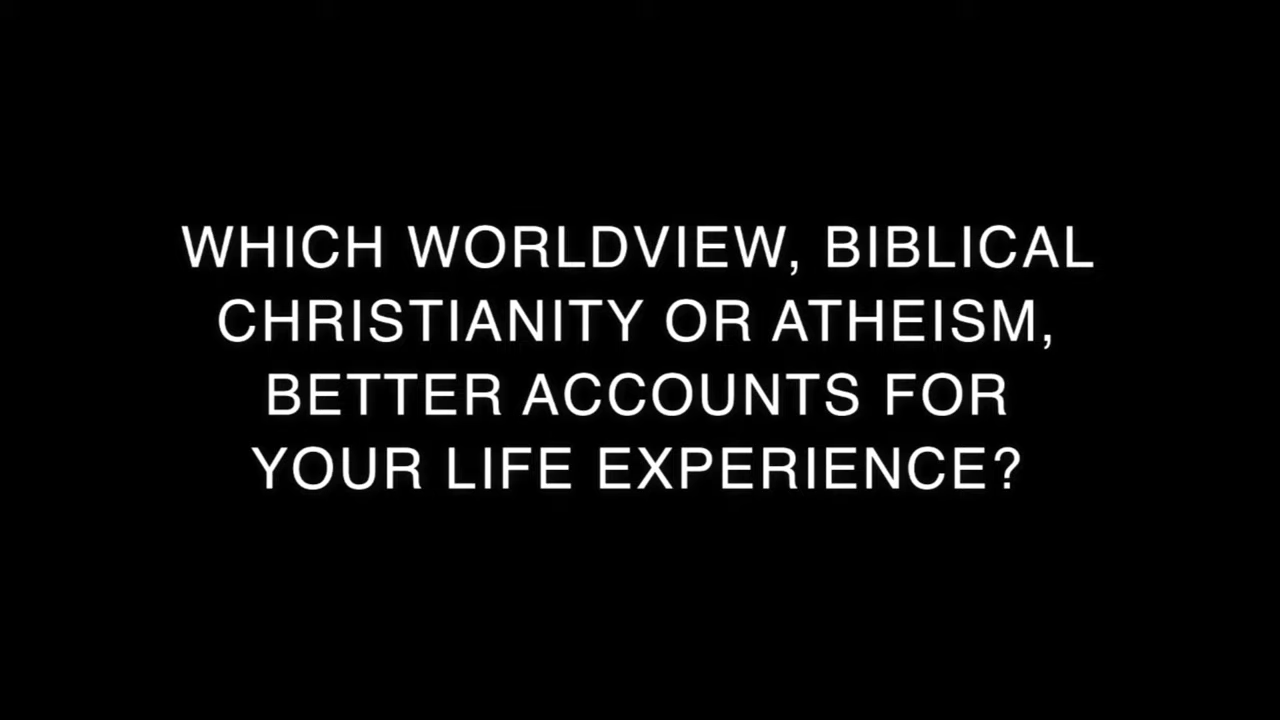 WHICH WORLDVIEW, BIBLICAL
CHRISTIANITY OR ATHEISM,
BETTER ACCOUNTS FOR
YOUR LIFE EXPERIENCE?